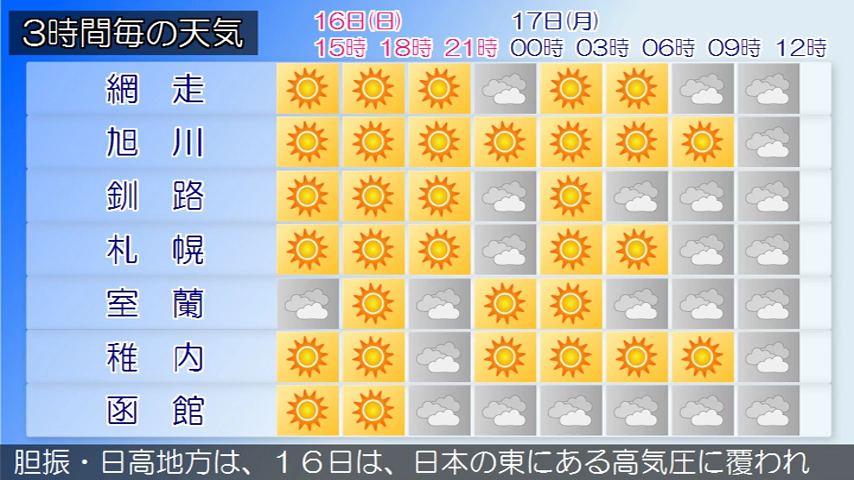 3時間毎の天気
16日(日) 17日(月)
15時 18時 21時 00時 03時 06時 09時 12時
網走
旭川
釧路
札幌
室蘭
稚内
函館
胆振・日高地方は、16日は、日本の東にある高気圧に覆われ